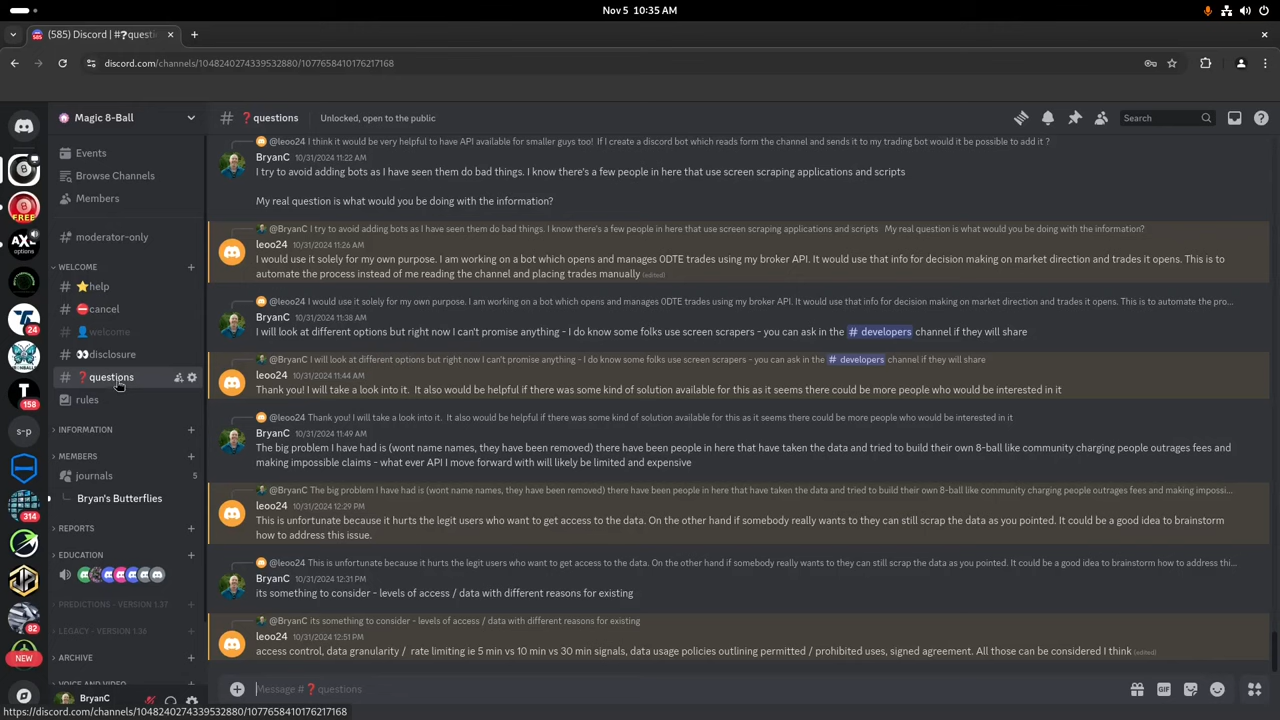 Nov 5 10:35 AM
(585) Discord | #❓questi
discord.com/channels/1048240274339532880/1077658410176217168
Magic 8-Ball
# ❓questions Unlocked, open to the public
Search
Events
Browse Channels
Members
# moderator-only
WELCOME
# ⭐help
# ⛔cancel
# 👤welcome
# 👀disclosure
# ❓questions
rules
INFORMATION
MEMBERS
# journals 5
Bryan's Butterflies
REPORTS
EDUCATION
PREDICTIONS - VERSION 1.37
LEGACY - VERSION 1.36
ARCHIVE
VOICE AND VIDEO
BryanC
FREE
AX
24
T
158
s-p
314
82
NEW
@leoo24 I think it would be very helpful to have API available for smaller guys too! If I create a discord bot which reads form the channel and sends it to my trading bot would it be possible to add it ?
BryanC 10/31/2024 11:22 AM
I try to avoid adding bots as I have seen them do bad things. I know there's a few people in here that use screen scraping applications and scripts
My real question is what would you be doing with the information?
@BryanC I try to avoid adding bots as I have seen them do bad things. I know there's a few people in here that use screen scraping applications and scripts My real question is what would you be doing with the information?
leoo24 10/31/2024 11:26 AM
I would use it solely for my own purpose. I am working on a bot which opens and manages 0DTE trades using my broker API. It would use that info for decision making on market direction and trades it opens. This is to
automate the process instead of me reading the channel and placing trades manually (edited)
@leoo24 I would use it solely for my own purpose. I am working on a bot which opens and manages 0DTE trades using my broker API. It would use that info for decision making on market direction and trades it opens. This is to automate the pro...
BryanC 10/31/2024 11:38 AM
I will look at different options but right now I can't promise anything - I do know some folks use screen scrapers - you can ask in the # developers channel if they will share
@BryanC I will look at different options but right now I can't promise anything - I do know some folks use screen scrapers - you can ask in the # developers channel if they will share
leoo24 10/31/2024 11:44 AM
Thank you! I will take a look into it. It also would be helpful if there was some kind of solution available for this as it seems there could be more people who would be interested in it
@leoo24 Thank you! I will take a look into it. It also would be helpful if there was some kind of solution available for this as it seems there could be more people who would be interested in it
BryanC 10/31/2024 11:49 AM
The big problem I have had is (wont name names, they have been removed) there have been people in here that have taken the data and tried to build their own 8-ball like community charging people outrages fees and
making impossible claims - what ever API I move forward with will likely be limited and expensive
@BryanC The big problem I have had is (wont name names, they have been removed) there have been people in here that have taken the data and tried to build their own 8-ball like community charging people outrages fees and making impossi...
leoo24 10/31/2024 12:29 PM
This is unfortunate because it hurts the legit users who want to get access to the data. On the other hand if somebody really wants to they can still scrap the data as you pointed. It could be a good idea to brainstorm
how to address this issue.
@leoo24 This is unfortunate because it hurts the legit users who want to get access to the data. On the other hand if somebody really wants to they can still scrap the data as you pointed. It could be a good idea to brainstorm how to address thi...
BryanC 10/31/2024 12:31 PM
its something to consider - levels of access / data with different reasons for existing
@BryanC its something to consider - levels of access / data with different reasons for existing
leoo24 10/31/2024 12:51 PM
access control, data granularity / rate limiting ie 5 min vs 10 min vs 30 min signals, data usage policies outlining permitted / prohibited uses, signed agreement. All those can be considered I think (edited)
Message #❓questions
GIF
https://discord.com/channels/1048240274339532880/1077658410176217168